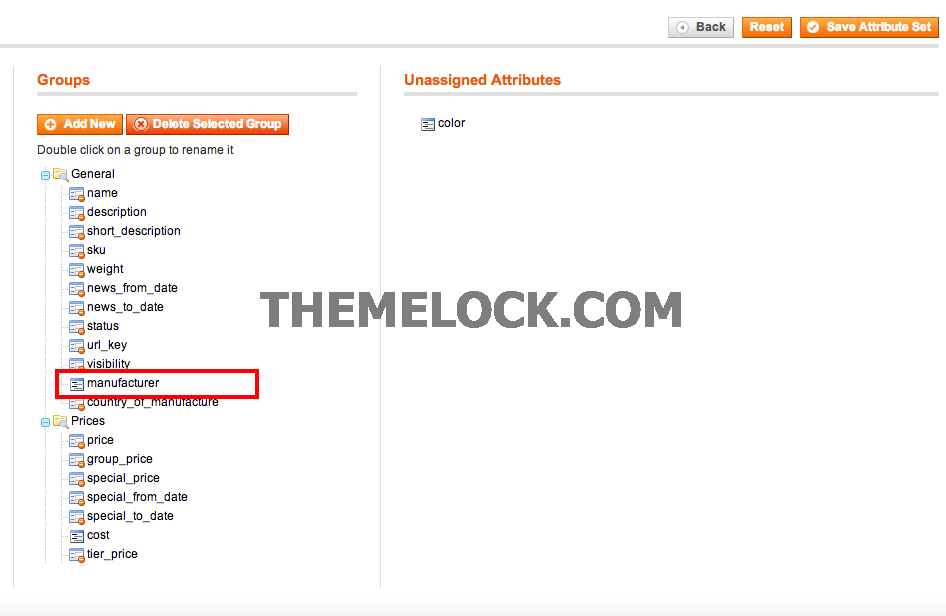 Back Reset Save Attribute Set
Groups
Unassigned Attributes
Add New Delete Selected Group
color
Double click on a group to rename it
General
name
description
short_description
sku
weight
news_from_date
news_to_date
THEMELOCK.COM
status
url_key
visibility
manufacturer
country_of_manufacture
Prices
price
group_price
special_price
special_from_date
special_to_date
cost
tier_price